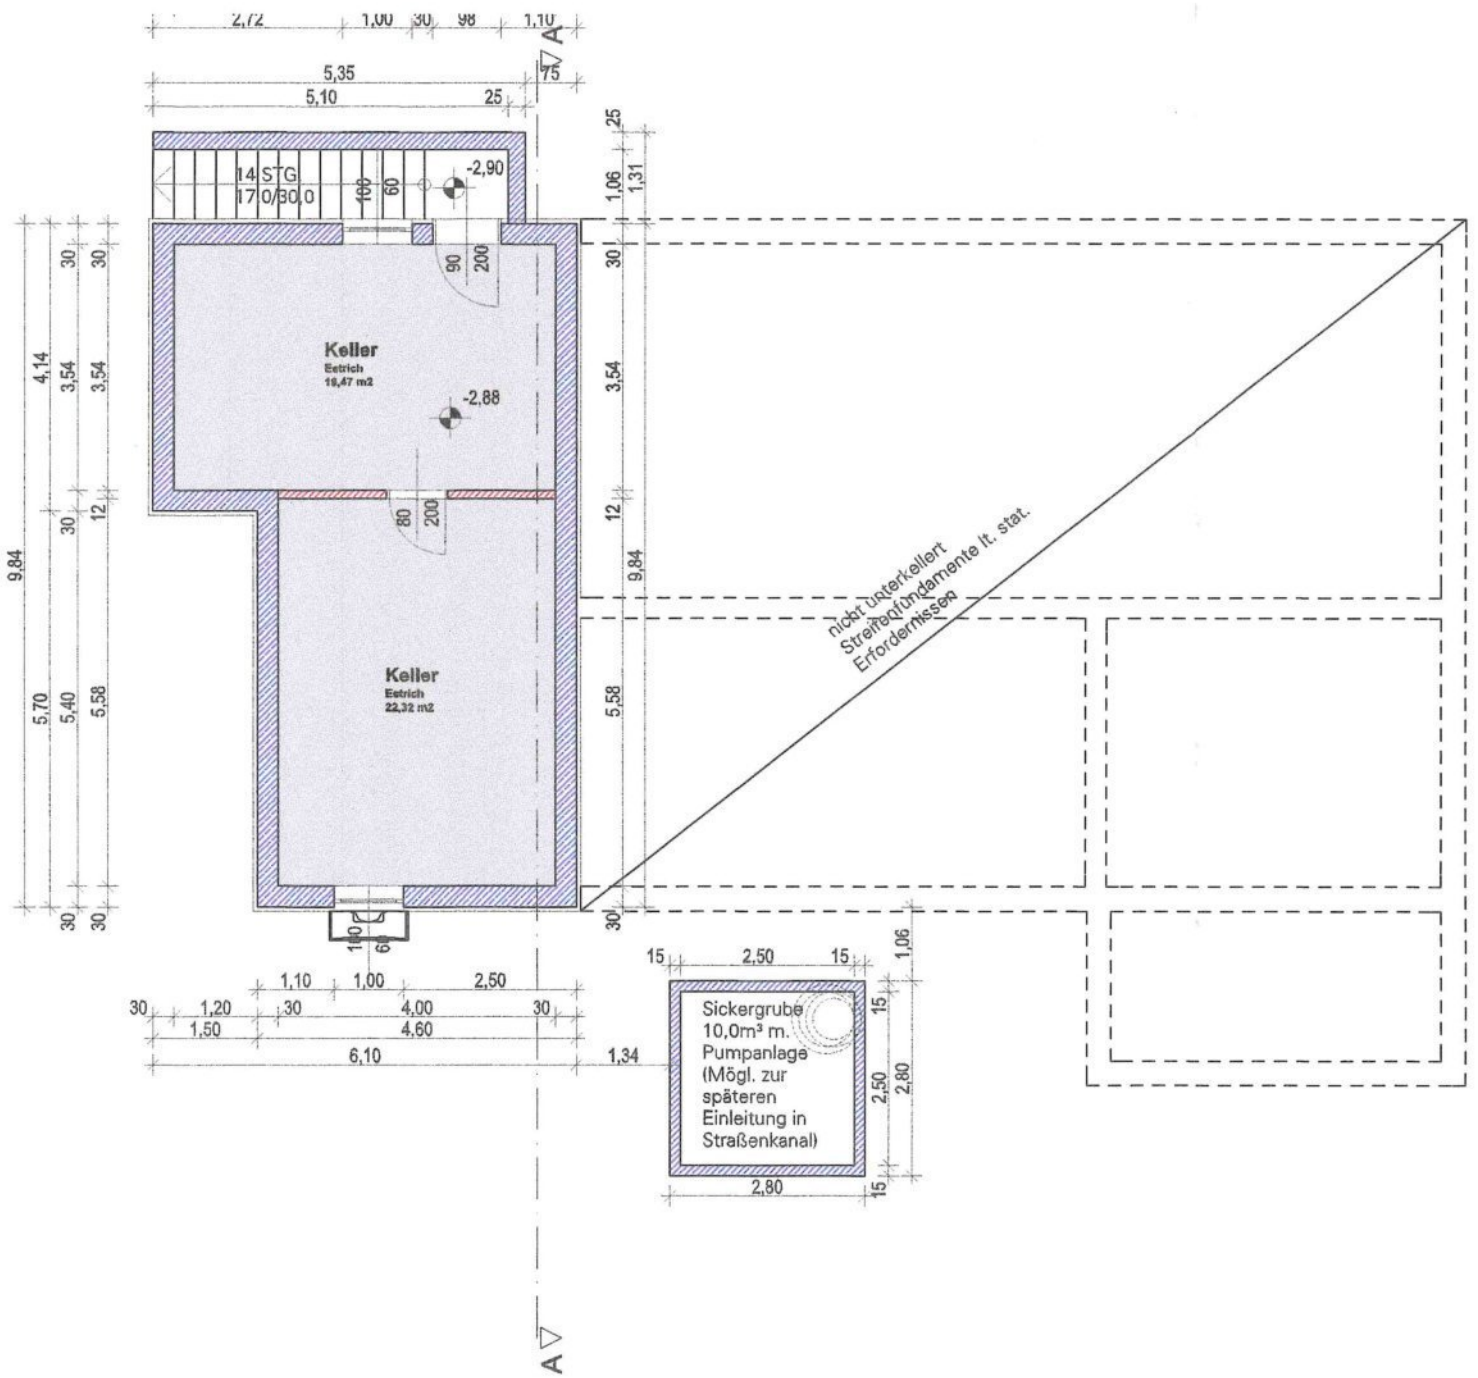 2,72 1,00 30 98 1,10
A
5,35 75
5,10 25
25
1,06
1,31
14 STG
17,0/30,0
100
60
-2,90
30 30 30
90
200
Keller
Estrich
19,47 m2
4,14 3,54 3,54 3,54
-2,88
80
200
30 12 12
9,84 9,84
nicht unterkellert
Streifenfundamente lt. stat.
Erfordernissen
Keller
Estrich
22,32 m2
5,70 5,40 5,58 5,58
30 30 30
100
60
1,06
1,10 1,00 2,50
15 2,50 15
30 1,20 30 4,00 30
1,50 4,60
6,10 1,34
Sickergrube
10,0m³ m.
Pumpanlage
(Mögl. zur
späteren
Einleitung in
Straßenkanal)
15
2,50
2,80
15
2,80
A